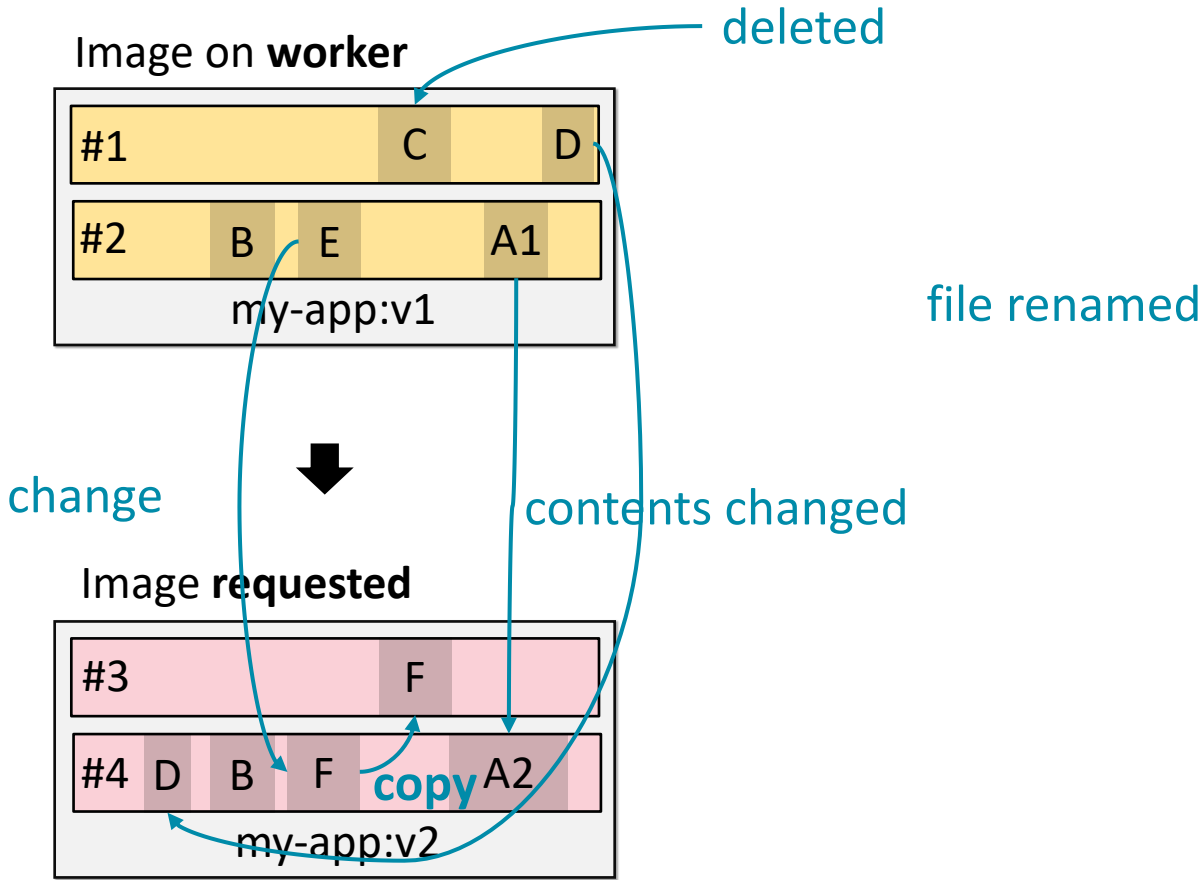 deleted
Image on worker
#1 C D
#2 B E A1
my-app:v1
file renamed
change
contents changed
Image requested
#3 F
#4 D B F copy A2
my-app:v2